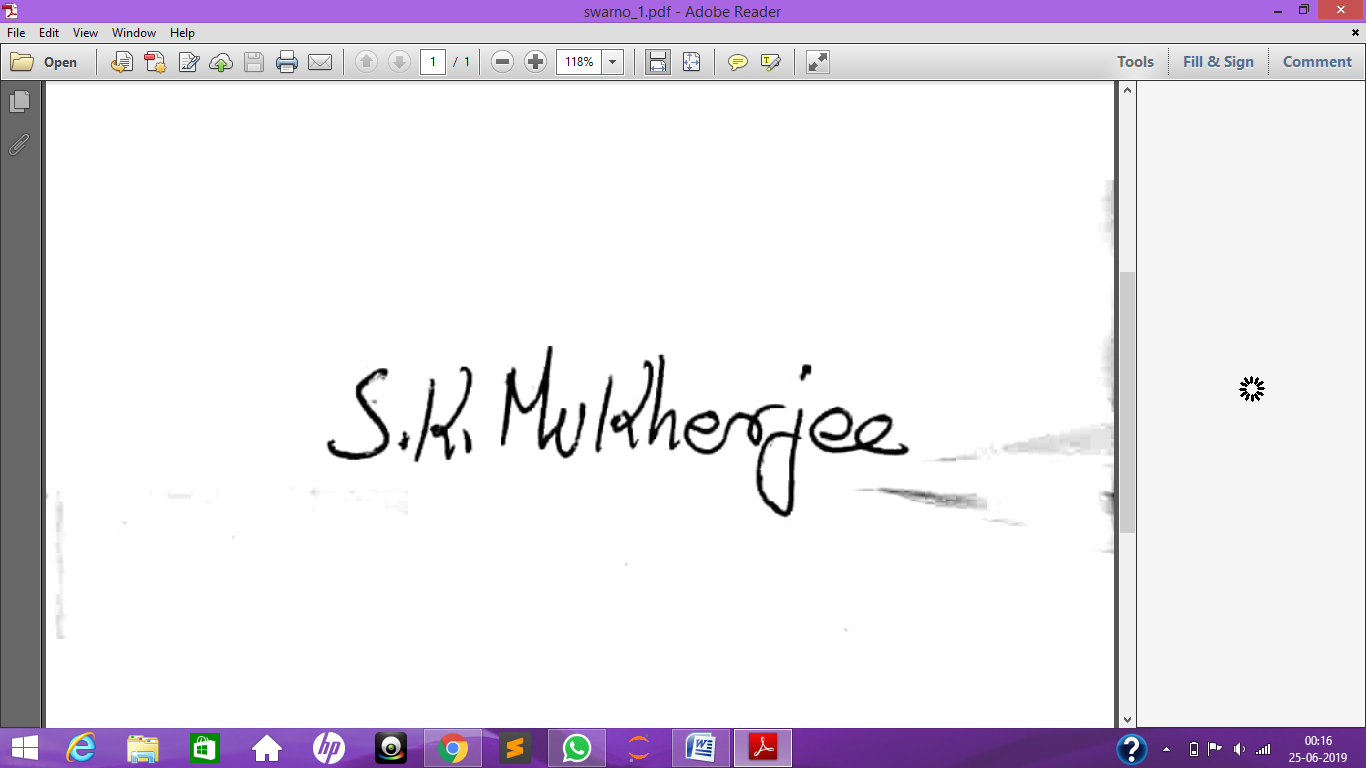 swarno_1.pdf - Adobe Reader
File Edit View Window Help
Open 1 / 1 118% Tools Fill & Sign Comment
S.K. Mukherjee
00:16
25-06-2019